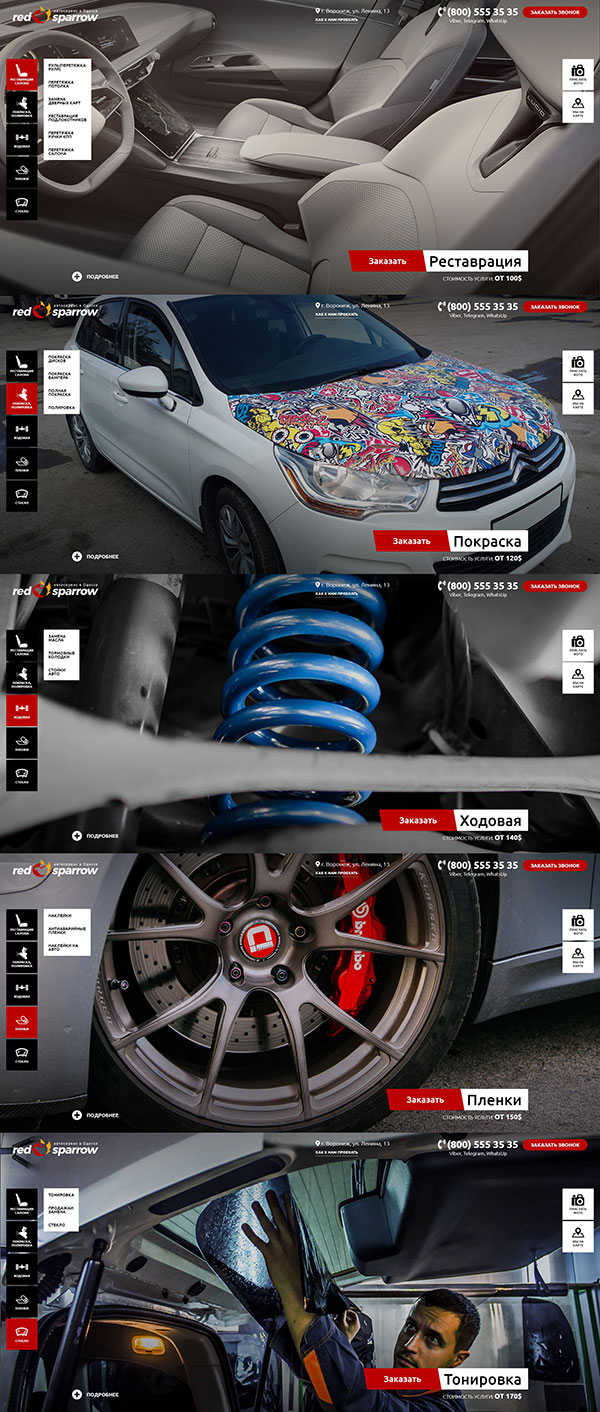 red sparrow
автосервис в Одессе
г. Воронеж, ул. Ленина, 13
КАК К НАМ ПРОЕХАТЬ
(800) 555 35 35
Viber, Telegram, WhatsUp
ЗАКАЗАТЬ ЗВОНОК
РЕСТАВРАЦИЯ
САЛОНА
ПОКРАСКА,
ПОЛИРОВКА
ХОДОВАЯ
ПЛЕНКИ
СТЕКЛО
РУЛЬ(ПЕРЕТЯЖКА
РУЛЯ)
ПЕРЕТЯЖКА
ПОТОЛКА
ЗАМЕНА
ДВЕРНЫХ КАРТ
РЕСТАВРАЦИЯ
ПОДЛОКОТНИКОВ
ПЕРЕТЯЖКА
РУЧКИ КПП
ПЕРЕТЯЖКА
САЛОНА
ПРИСЛАТЬ
ФОТО
МЫ НА
КАРТЕ
LUCID
Заказать
Реставрация
СТОИМОСТЬ УСЛУГИ: ОТ 100$
ПОДРОБНЕЕ
red sparrow
автосервис в Одессе
г. Воронеж, ул. Ленина, 13
КАК К НАМ ПРОЕХАТЬ
(800) 555 35 35
Viber, Telegram, WhatsUp
ЗАКАЗАТЬ ЗВОНОК
РЕСТАВРАЦИЯ
САЛОНА
ПОКРАСКА,
ПОЛИРОВКА
ХОДОВАЯ
ПЛЕНКИ
СТЕКЛО
ПОКРАСКА
ДИСКОВ
ПОКРАСКА
БАМПЕРА
ПОЛНАЯ
ПОКРАСКА
ПОЛИРОВКА
ПРИСЛАТЬ
ФОТО
МЫ НА
КАРТЕ
Заказать
Покраска
СТОИМОСТЬ УСЛУГИ: ОТ 120$
ПОДРОБНЕЕ
red sparrow
автосервис в Одессе
г. Воронеж, ул. Ленина, 13
КАК К НАМ ПРОЕХАТЬ
(800) 555 35 35
Viber, Telegram, WhatsUp
ЗАКАЗАТЬ ЗВОНОК
РЕСТАВРАЦИЯ
САЛОНА
ПОКРАСКА,
ПОЛИРОВКА
ХОДОВАЯ
ПЛЕНКИ
СТЕКЛО
ЗАМЕНА
МАСЛА
ТОРМОЗНЫЕ
КОЛОДКИ
СТОЙКИ
АВТО
ПРИСЛАТЬ
ФОТО
МЫ НА
КАРТЕ
Заказать
Ходовая
СТОИМОСТЬ УСЛУГИ: ОТ 140$
ПОДРОБНЕЕ
red sparrow
автосервис в Одессе
г. Воронеж, ул. Ленина, 13
КАК К НАМ ПРОЕХАТЬ
(800) 555 35 35
Viber, Telegram, WhatsUp
ЗАКАЗАТЬ ЗВОНОК
РЕСТАВРАЦИЯ
САЛОНА
ПОКРАСКА,
ПОЛИРОВКА
ХОДОВАЯ
ПЛЕНКИ
СТЕКЛО
НАКЛЕЙКИ
АНТИАВАРИЙНЫЕ
ПЛЕНКИ
НАКЛЕЙКИ НА
АВТО
brembo
ПРИСЛАТЬ
ФОТО
МЫ НА
КАРТЕ
Заказать
Пленки
СТОИМОСТЬ УСЛУГИ: ОТ 150$
ПОДРОБНЕЕ
red sparrow
автосервис в Одессе
г. Воронеж, ул. Ленина, 13
КАК К НАМ ПРОЕХАТЬ
(800) 555 35 35
Viber, Telegram, WhatsUp
ЗАКАЗАТЬ ЗВОНОК
РЕСТАВРАЦИЯ
САЛОНА
ПОКРАСКА,
ПОЛИРОВКА
ХОДОВАЯ
ПЛЕНКИ
СТЕКЛО
ТОНИРОВКА
ПРОДАЖАИ
ЗАМЕНА
СТЕКЛО
ПРИСЛАТЬ
ФОТО
МЫ НА
КАРТЕ
Заказать
Тонировка
СТОИМОСТЬ УСЛУГИ: ОТ 170$
ПОДРОБНЕЕ